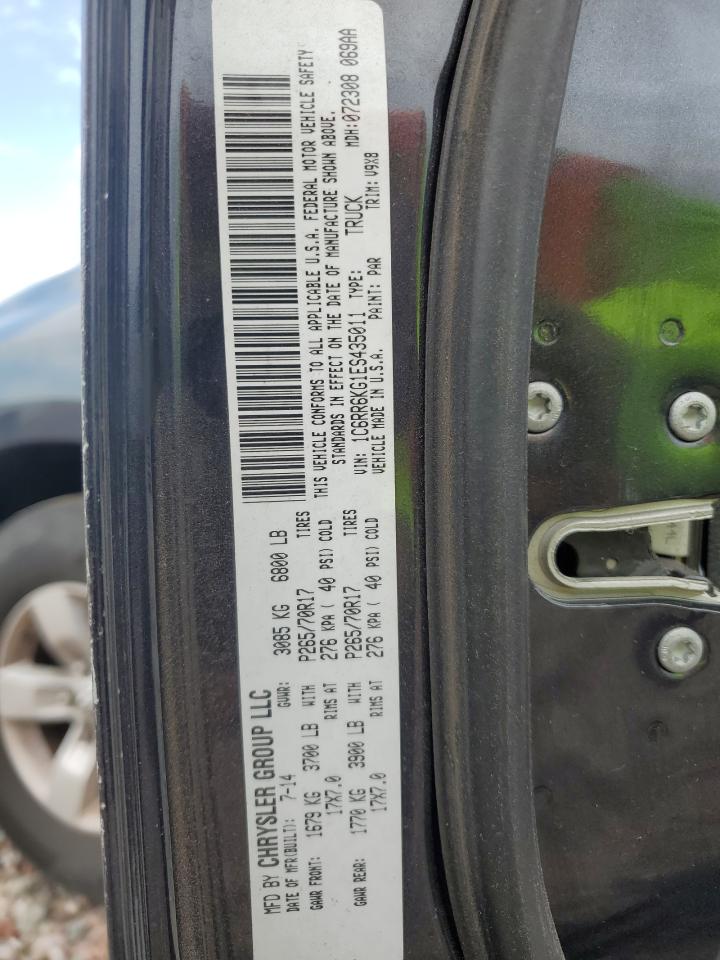 MFD BY CHRYSLER GROUP LLC
DATE OF MFR(BUILT): 7-14 GVWR: 3085 KG 6800 LB
GAWR FRONT: 1679 KG 3700 LB WITH P265/70R17 TIRES
17X7.0 RIMS AT 276 KPA ( 40 PSI) COLD
GAWR REAR: 1770 KG 3900 LB WITH P265/70R17 TIRES
17X7.0 RIMS AT 276 KPA ( 40 PSI) COLD
THIS VEHICLE CONFORMS TO ALL APPLICABLE U.S.A. FEDERAL MOTOR VEHICLE SAFETY
STANDARDS IN EFFECT ON THE DATE OF MANUFACTURE SHOWN ABOVE.
VIN: 1C6RR6KG1ES435011 TYPE: TRUCK MDH:072308 069AA
VEHICLE MADE IN U.S.A. PAINT: PAR TRIM: V9X8